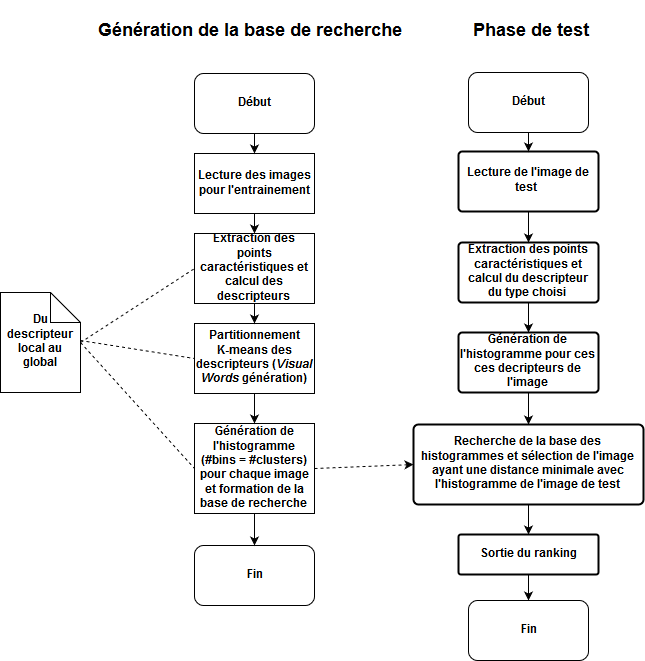 Génération de la base de recherche
Début
Lecture des images
pour l'entrainement
Extraction des
points
caractéristiques et
calcul des
descripteurs
Partitionnement
K-means des
descripteurs (Visual
Words génération)
Génération de
l'histogramme
(#bins = #clusters)
pour chaque image
et formation de la
base de recherche
Fin
Du
descripteur
local au
global
Phase de test
Début
Lecture de l'image de
test
Extraction des points
caractéristiques et
calcul du descripteur
du type choisi
Génération de
l'histogramme pour ces
ces decripteurs de
l'image
Recherche de la base des
histogrammes et sélection de l'image
ayant une distance minimale avec
l'histogramme de l'image de test
Sortie du ranking
Fin